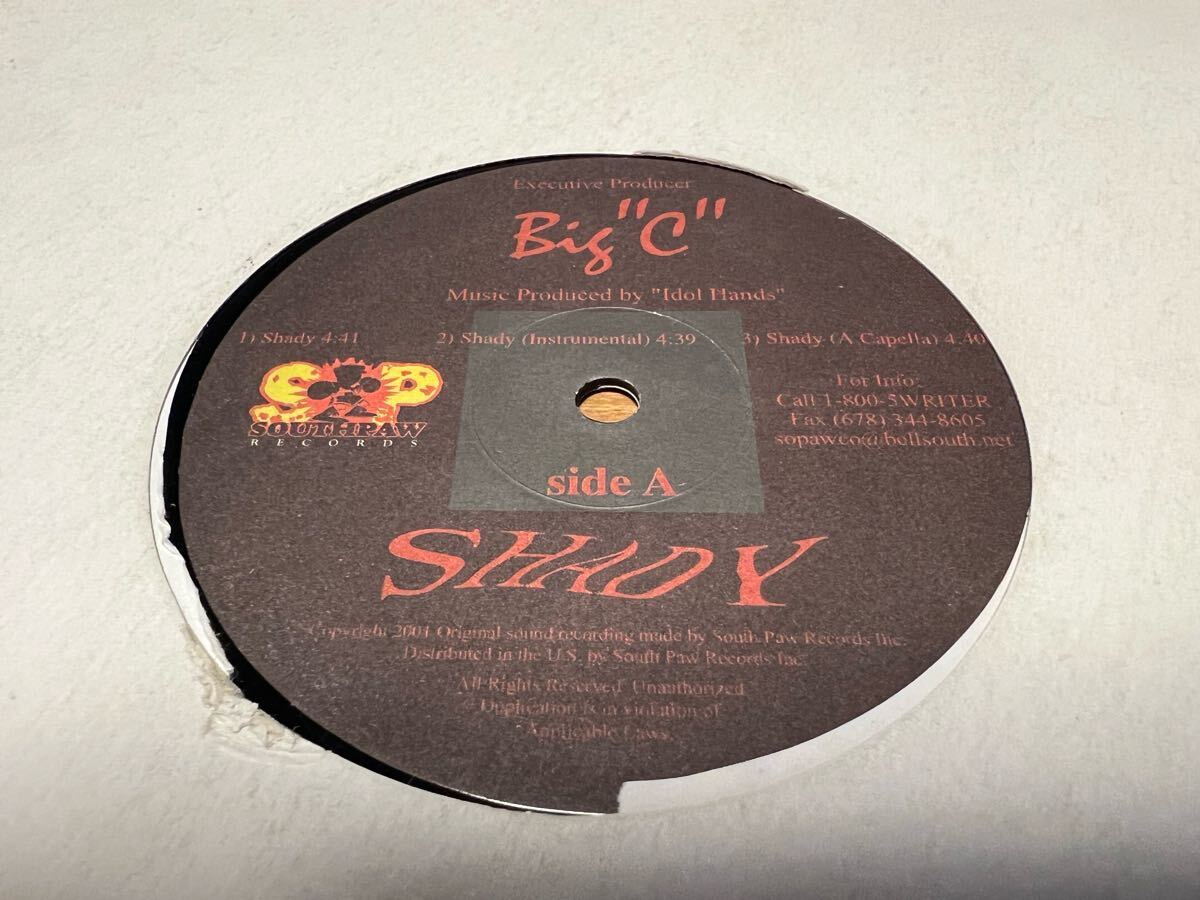 Executive Producer
Big "C"
Music Produced by "Idol Hands"
1) Shady 4:41 2) Shady (Instrumental) 4:39 3) Shady (A Capella) 4:40
S P
SOUTHPAW
RECORDS
For Info:
Call 1-800-5WRITER
Fax (678) 344-8605
sopawco@bellsouth.net
side A
SHADY
Copyright 2001 Original sound recording made by South Paw Records Inc.
Distributed in the U.S. by South Paw Records Inc.
All Rights Reserved Unauthorized
Duplication is in violation of
Applicable Laws.